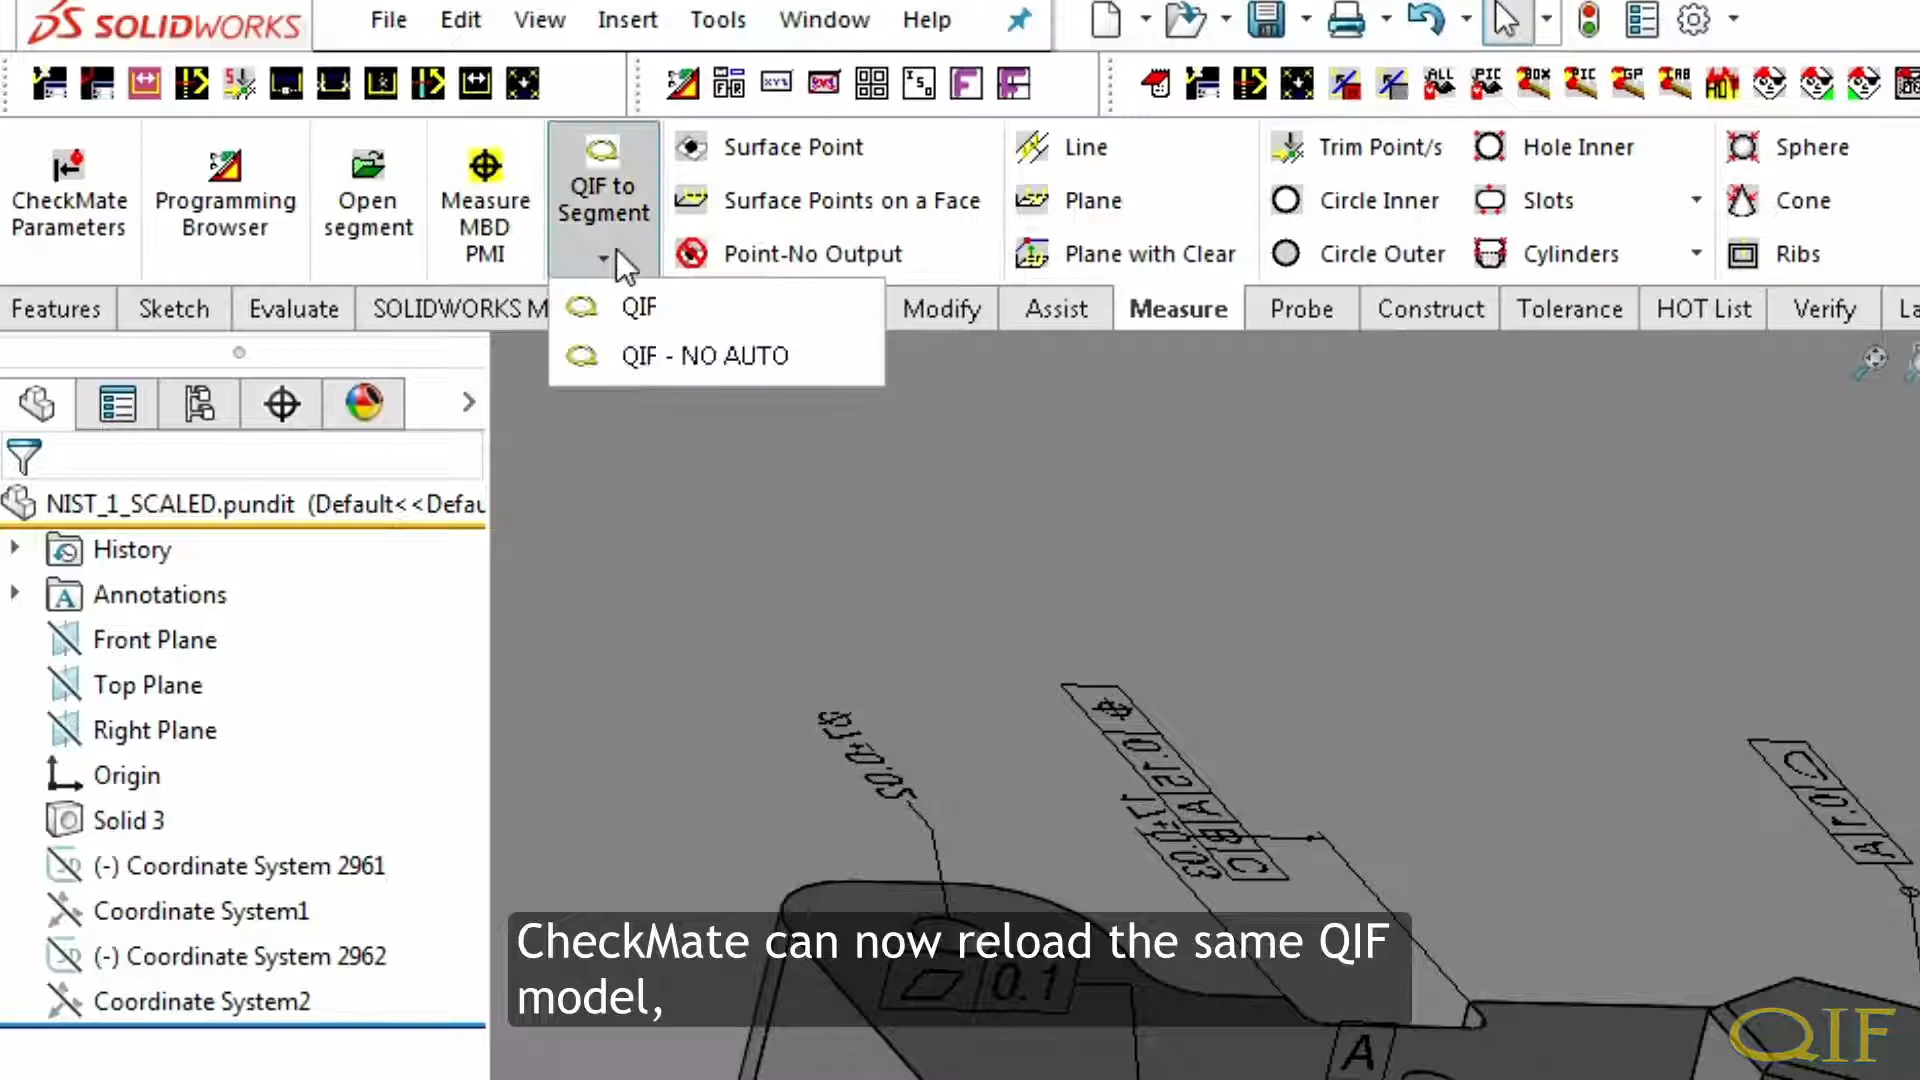 SOLIDWORKS
File Edit View Insert Tools Window Help
CheckMate Parameters
Programming Browser
Open segment
Measure MBD PMI
QIF to Segment
Surface Point
Surface Points on a Face
Point-No Output
Line
Plane
Plane with Clear
Trim Point/s
Circle Inner
Circle Outer
Hole Inner
Slots
Cylinders
Sphere
Cone
Ribs
QIF
QIF - NO AUTO
Features Sketch Evaluate SOLIDWORKS M Modify Assist Measure Probe Construct Tolerance HOT List Verify La
NIST_1_SCALED.pundit (Default<<Defau
History
Annotations
Front Plane
Top Plane
Right Plane
Origin
Solid 3
(-) Coordinate System 2961
Coordinate System1
(-) Coordinate System 2962
Coordinate System2
0.1
A
CheckMate can now reload the same QIF
model,
QIF